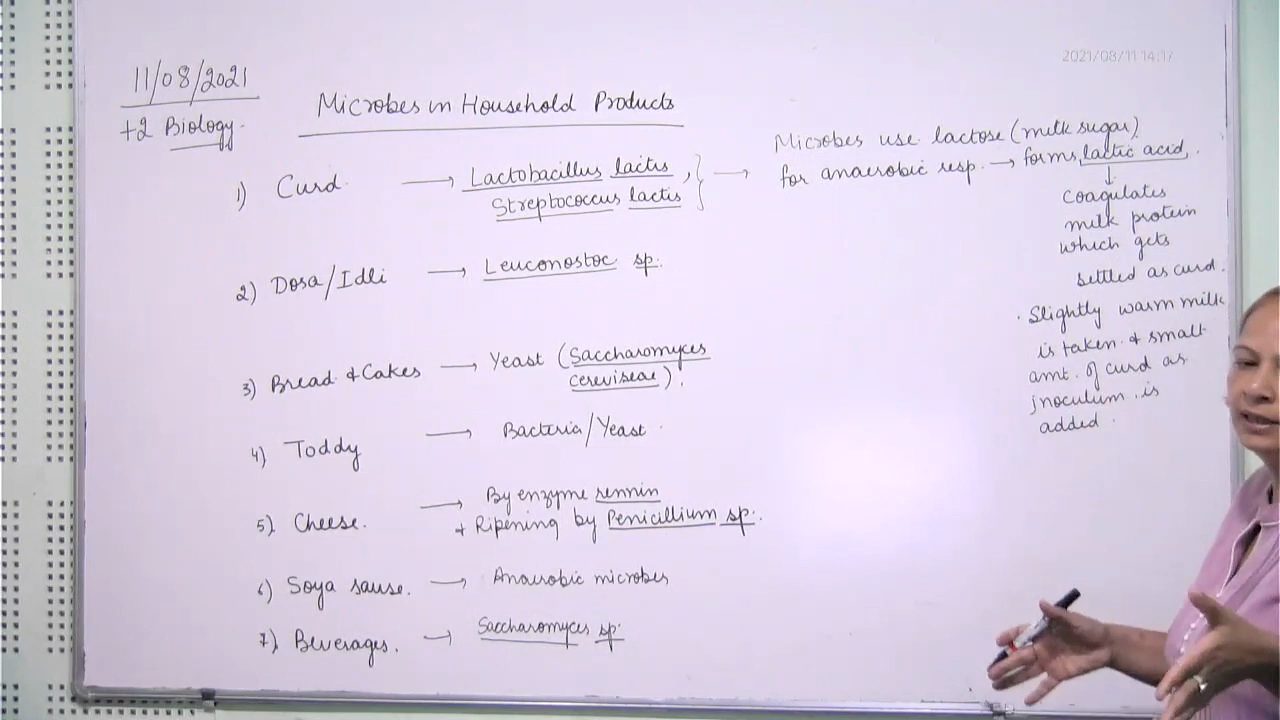 2021/08/11 14:17
11/08/2021
+2 Biology.
Microbes in Household Products
1) Curd. → Lactobacillus lactis,
Streptococcus lactis
} → Microbes use lactose (milk sugar)
for anaerobic resp. → forms lactic acid.
↓
Coagulates
milk protein
which gets
settled as curd.
. Slightly warm milk
is taken & small
amt. of curd as
inoculum is
added.
2) Dosa/Idli → Leuconostoc sp.
3) Bread & Cakes → Yeast (Saccharomyces
cereviseae).
4) Toddy → Bacteria/Yeast.
5) Cheese. → By enzyme rennin
+ Ripening by Penicillium sp.
6) Soya sause. → Anaerobic microbes
7) Beverages. → Saccharomyces sp.